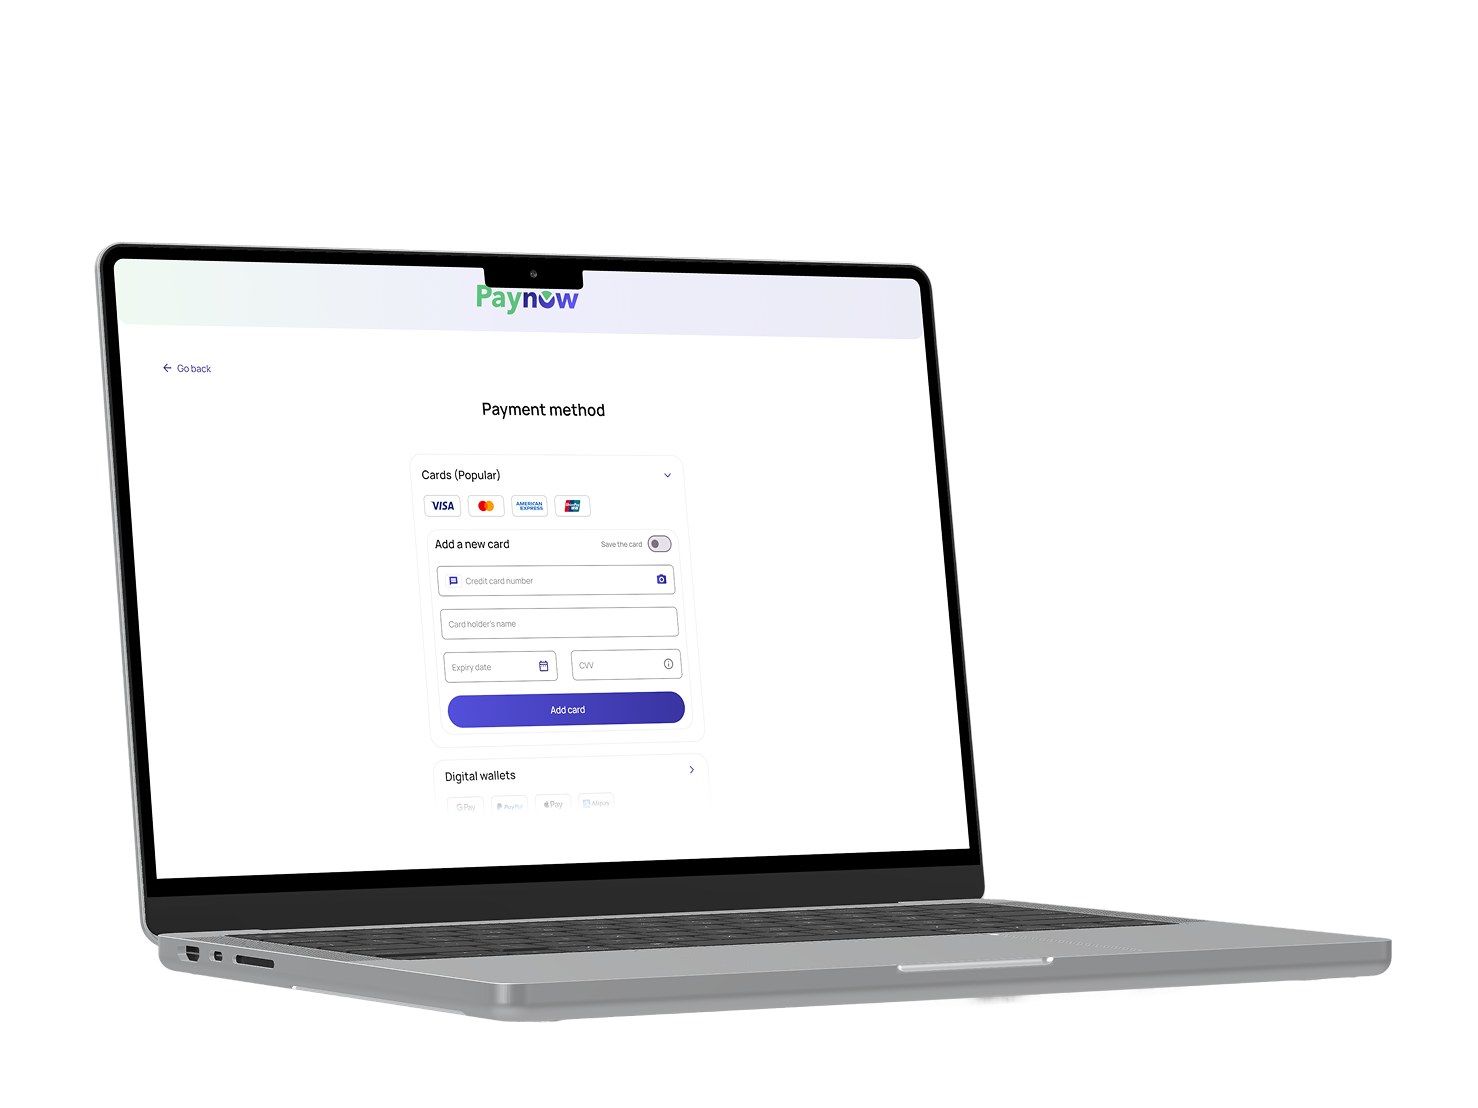 Paynow
Go back
Payment method
Cards (Popular)
VISA
AMERICAN
EXPRESS
UnionPay
Add a new card
Save the card
Credit card number
Card holder's name
Expiry date
CVV
Add card
Digital wallets
G Pay
PayPal
Pay
Alipay